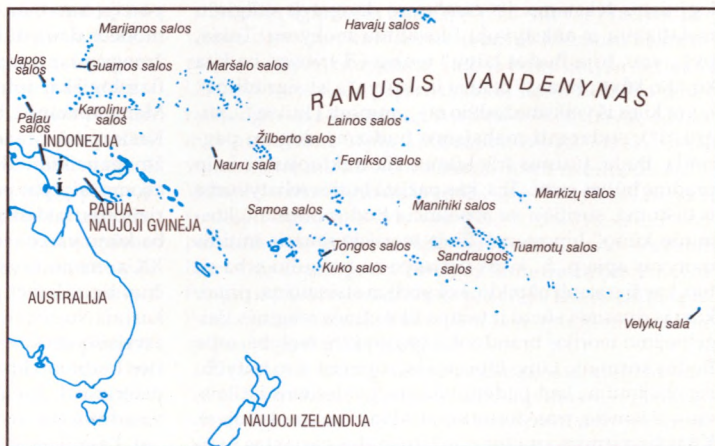 Havajų salos
Marijanos salos
Japos
salos
Guamos salos
Maršalo salos
RAMUSIS VANDENYNAS
Karolinų
salos
Palau
salos
Lainio salos
Žilberto salos
INDONEZIJA
Nauru salos
Fenikso salos
Markizų salos
PAPUA
NAUJOJI GVINĖJA
Samoa salos
Manihiki salos
Tongos salos
Sandraugos
salos
Tuamotų salos
Kuko salos
AUSTRALIJA
Velykų sala
NAUJOJI ZELANDIJA